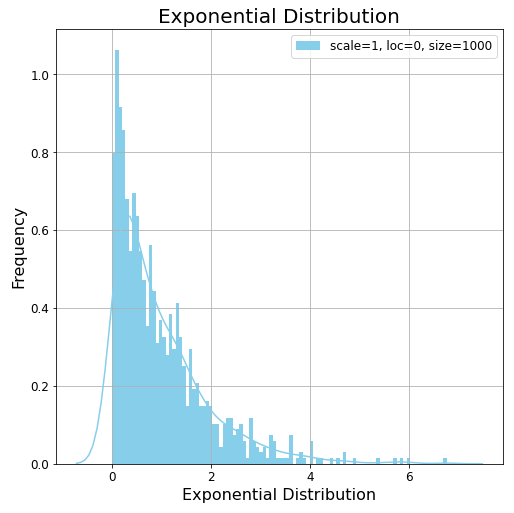 Exponential Distribution
scale=1, loc=0, size=1000
1.0
0.8
0.6
0.4
0.2
0.0
Frequency
0 2 4 6
Exponential Distribution